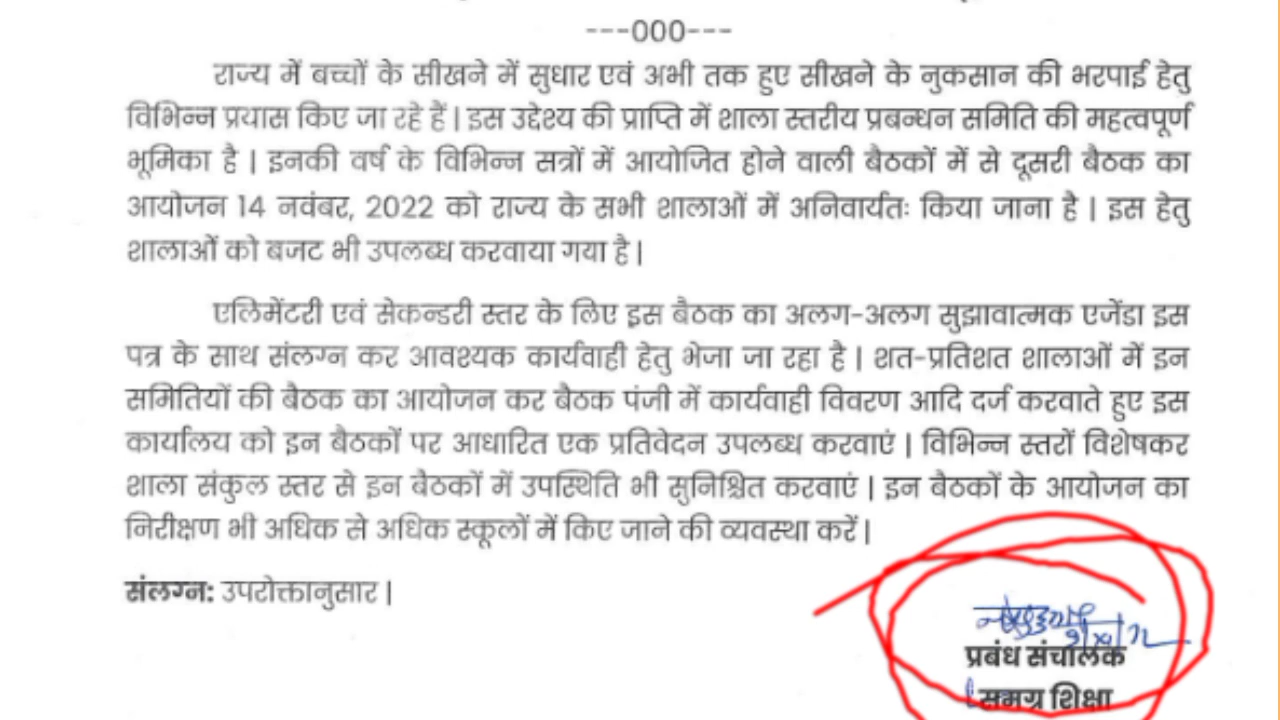 ---000---
राज्य में बच्चों के सीखने में सुधार एवं अभी तक हुए सीखने के नुकसान की भरपाई हेतु
विभिन्न प्रयास किए जा रहे हैं | इस उद्देश्य की प्राप्ति में शाला स्तरीय प्रबन्धन समिति की महत्वपूर्ण
भूमिका है | इनकी वर्ष के विभिन्न सत्रों में आयोजित होने वाली बैठकों में से दूसरी बैठक का
आयोजन 14 नवंबर, 2022 को राज्य के सभी शालाओं में अनिवार्यतः किया जाना है | इस हेतु
शालाओं को बजट भी उपलब्ध करवाया गया है |
एलिमेंटरी एवं सेकन्डरी स्तर के लिए इस बैठक का अलग-अलग सुझावात्मक एजेंडा इस
पत्र के साथ संलग्न कर आवश्यक कार्यवाही हेतु भेजा जा रहा है | शत-प्रतिशत शालाओं में इन
समितियों की बैठक का आयोजन कर बैठक पंजी में कार्यवाही विवरण आदि दर्ज करवाते हुए इस
कार्यालय को इन बैठकों पर आधारित एक प्रतिवेदन उपलब्ध करवाएं | विभिन्न स्तरों विशेषकर
शाला संकुल स्तर से इन बैठकों में उपस्थिति भी सुनिश्चित करवाएं | इन बैठकों के आयोजन का
निरीक्षण भी अधिक से अधिक स्कूलों में किए जाने की व्यवस्था करें |
संलग्न: उपरोक्तानुसार |
प्रबंध संचालक
समग्र शिक्षा